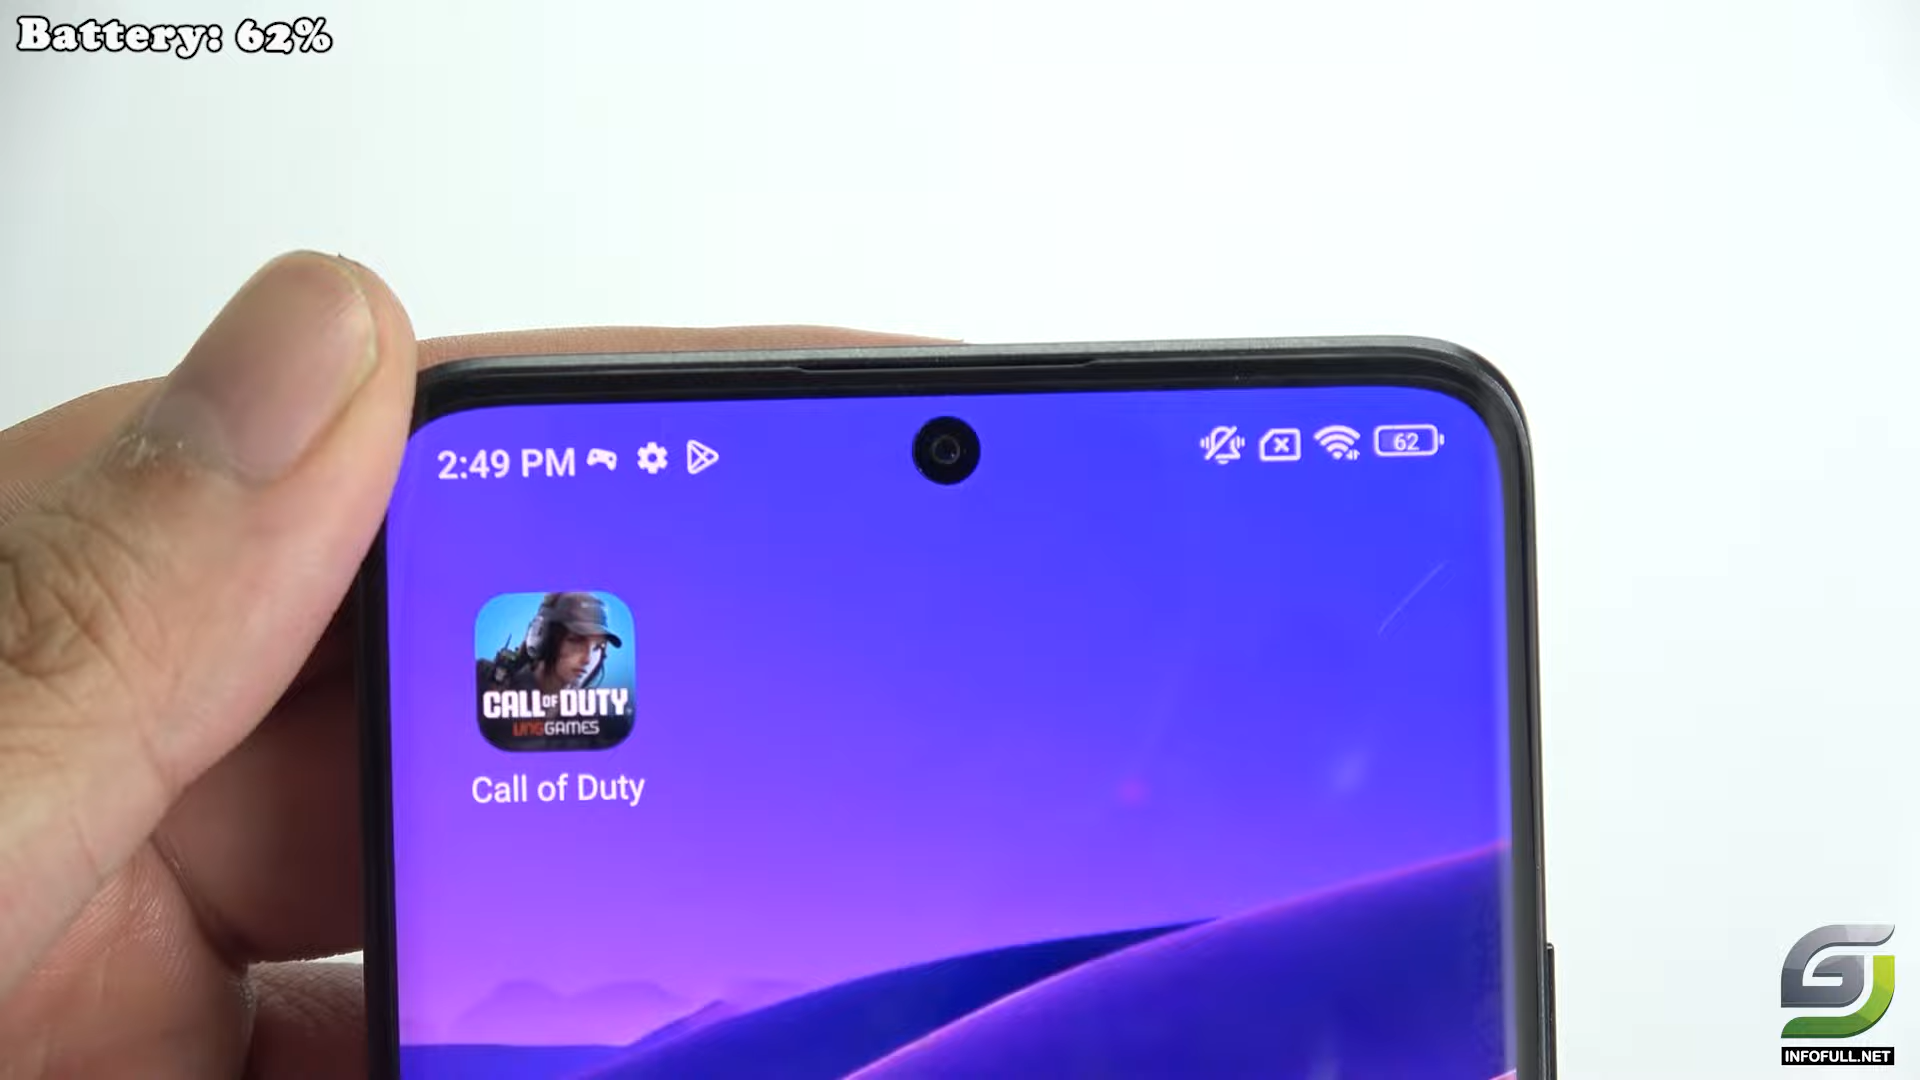 Battery: 62%
2:49 PM
62
CALL OF DUTY
VNGGAMES
Call of Duty
INFOFULL.NET